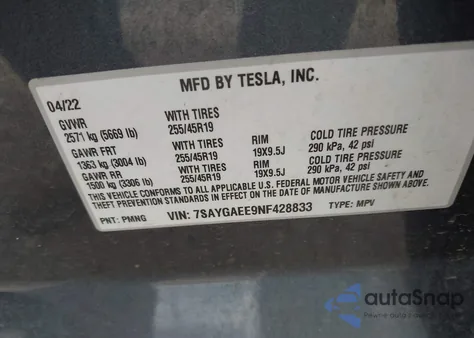 MFD BY TESLA, INC.
04/22
GVWR WITH TIRES
2571 kg (5669 lb) 255/45R19
GAWR FRT WITH TIRES RIM COLD TIRE PRESSURE
1363 kg (3004 lb) 255/45R19 19X9.5J 290 kPa, 42 psi
GAWR RR WITH TIRES RIM COLD TIRE PRESSURE
1500 kg (3306 lb) 255/45R19 19X9.5J 290 kPa, 42 psi
THIS VEHICLE CONFORMS TO ALL APPLICABLE U.S. FEDERAL MOTOR VEHICLE SAFETY AND
THEFT PREVENTION STANDARDS IN EFFECT ON THE DATE OF MANUFACTURE SHOWN ABOVE.
PNT: PMNG VIN: 7SAYGAEE9NF428833 TYPE: MPV
autoSnap